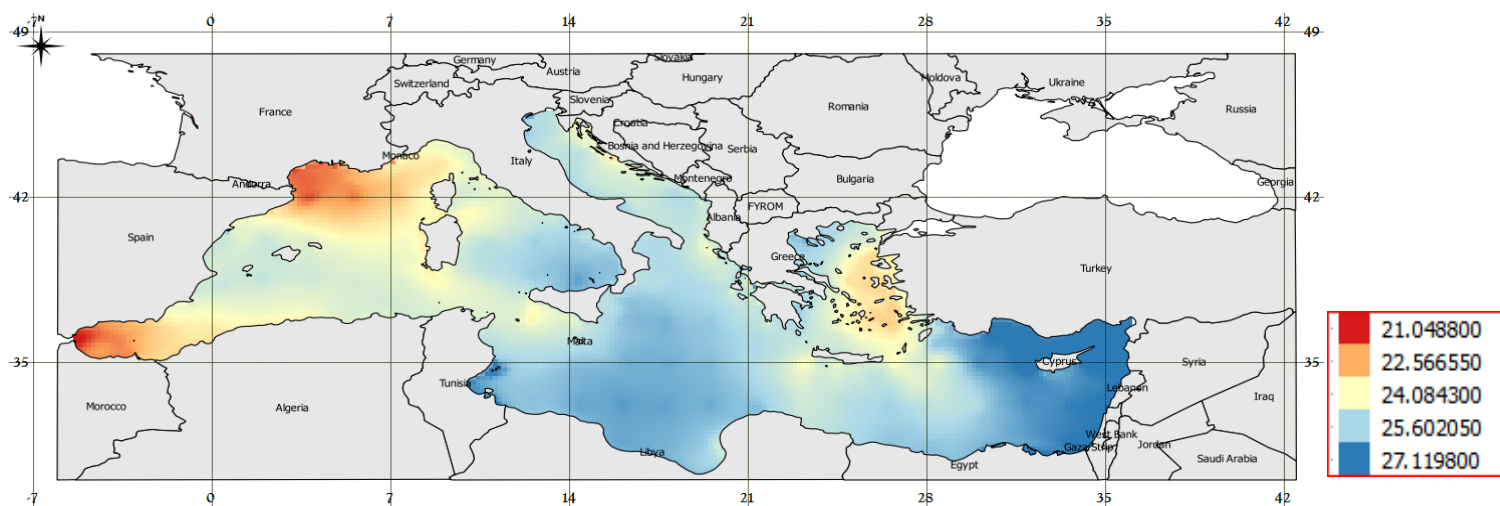 N
-7 0 7 14 21 28 35 42
49 49
Germany Slovakia
Austria Ukraine
Switzerland Hungary Moldova
Slovenia Romania Russia
France
Croatia
Bosnia and Herzegovina Serbia
Monaco Italy
Andorra Montenegro Bulgaria Georgia
42 42
FYROM
Albania
Spain
Greece Turkey
Malta
35 Cyprus Syria 35
Tunisia Lebanon
Morocco Algeria Iraq
West Bank
Gaza Strip Jordan
Libya Egypt Saudi Arabia
-7 0 7 14 21 28 35 42
21.048800
22.566550
24.084300
25.602050
27.119800